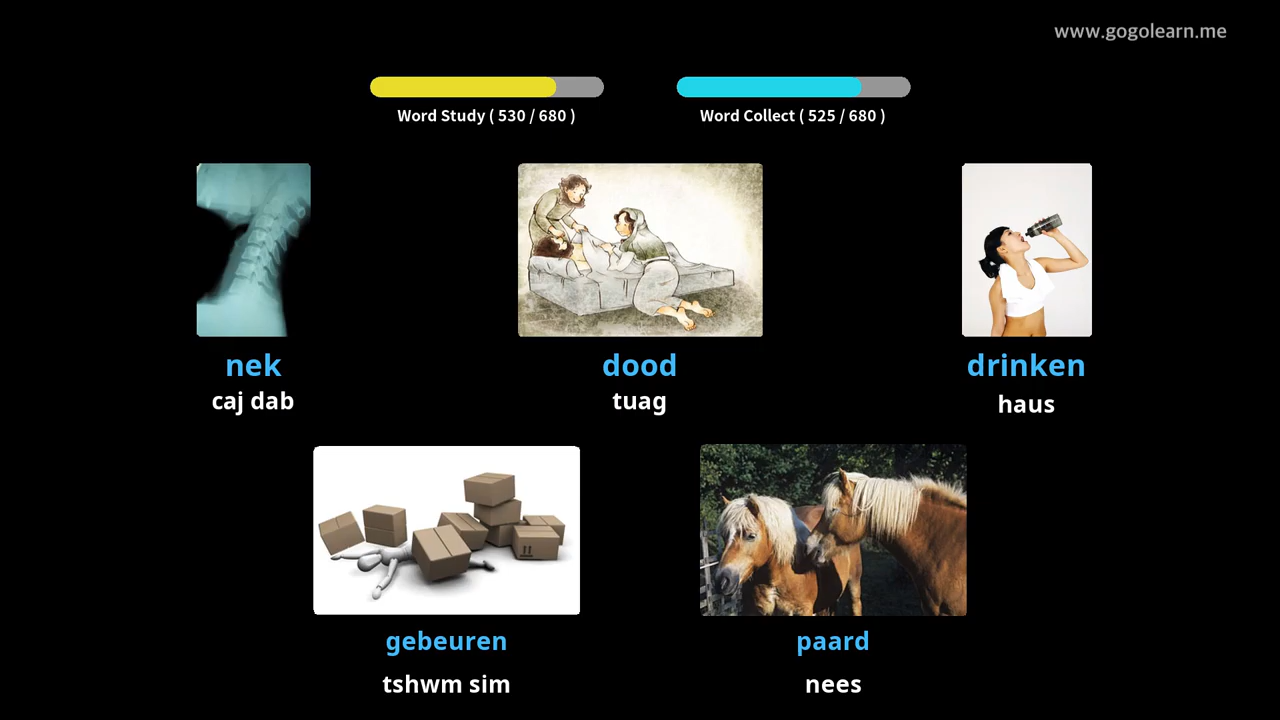 www.gogolearn.me
Word Study ( 530 / 680 )
Word Collect ( 525 / 680 )
nek
caj dab
dood
tuag
drinken
haus
gebeuren
tshwm sim
paard
nees